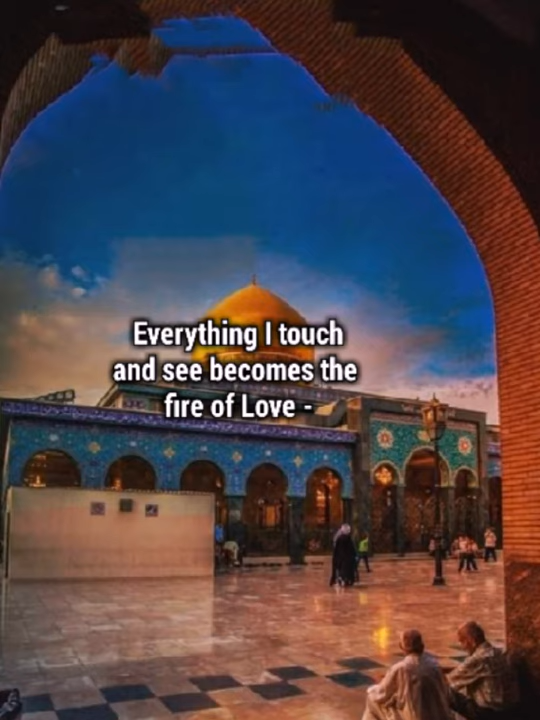 Everything I touch
and see becomes the
fire of Love -